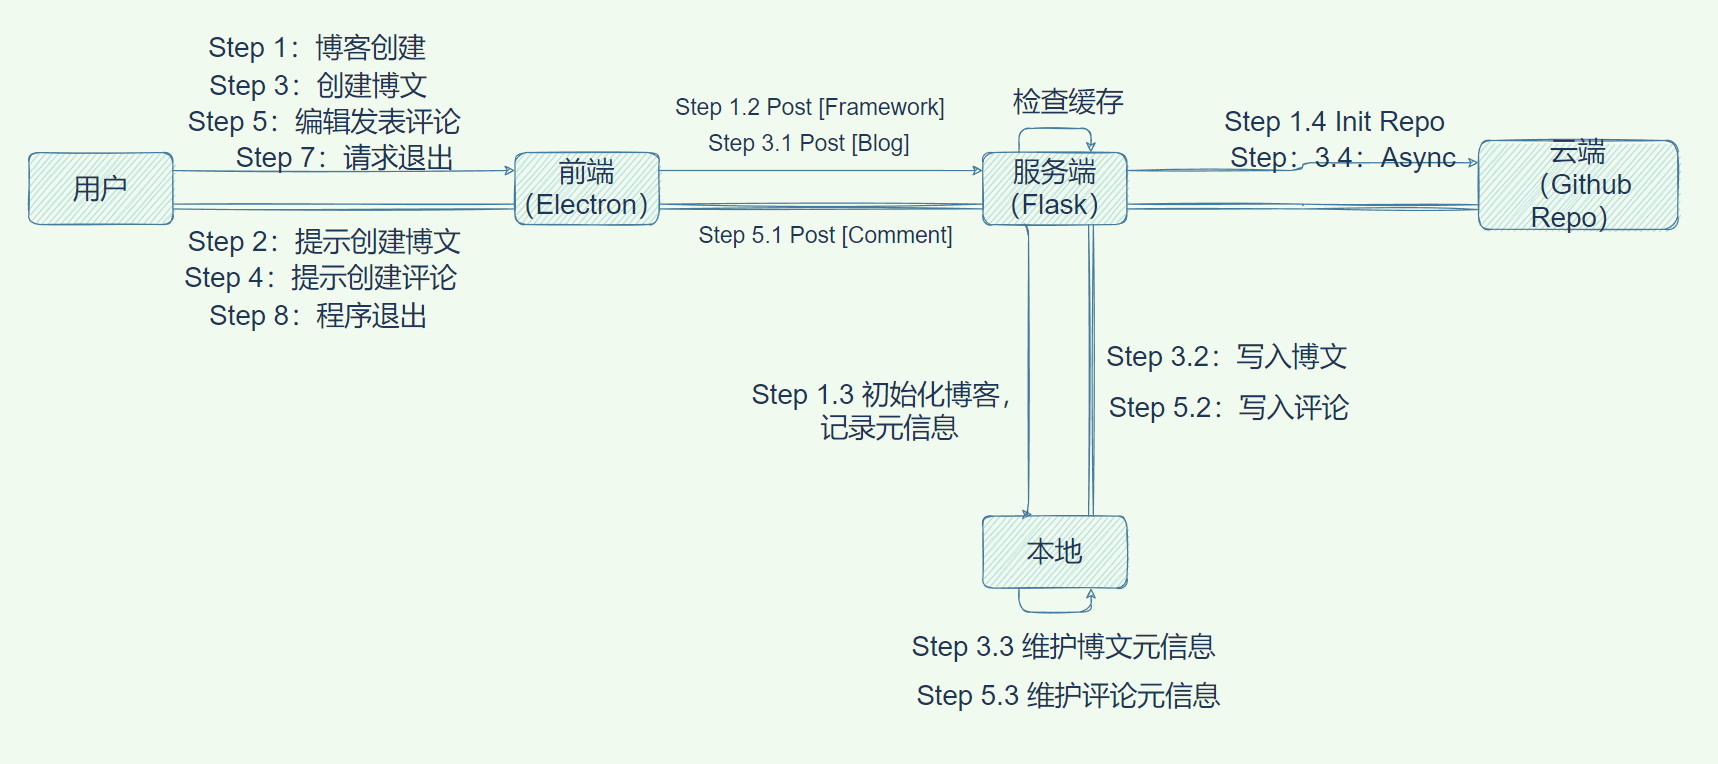 Step 1：博客创建
Step 3：创建博文
Step 5：编辑发表评论
Step 7：请求退出
用户
Step 2：提示创建博文
Step 4：提示创建评论
Step 8：程序退出
前端
（Electron）
Step 1.2 Post [Framework]
Step 3.1 Post [Blog]
Step 5.1 Post [Comment]
检查缓存
服务端
（Flask）
Step 1.4 Init Repo
Step：3.4：Async
云端
（Github
Repo）
Step 1.3 初始化博客，
记录元信息
Step 3.2：写入博文
Step 5.2：写入评论
本地
Step 3.3 维护博文元信息
Step 5.3 维护评论元信息